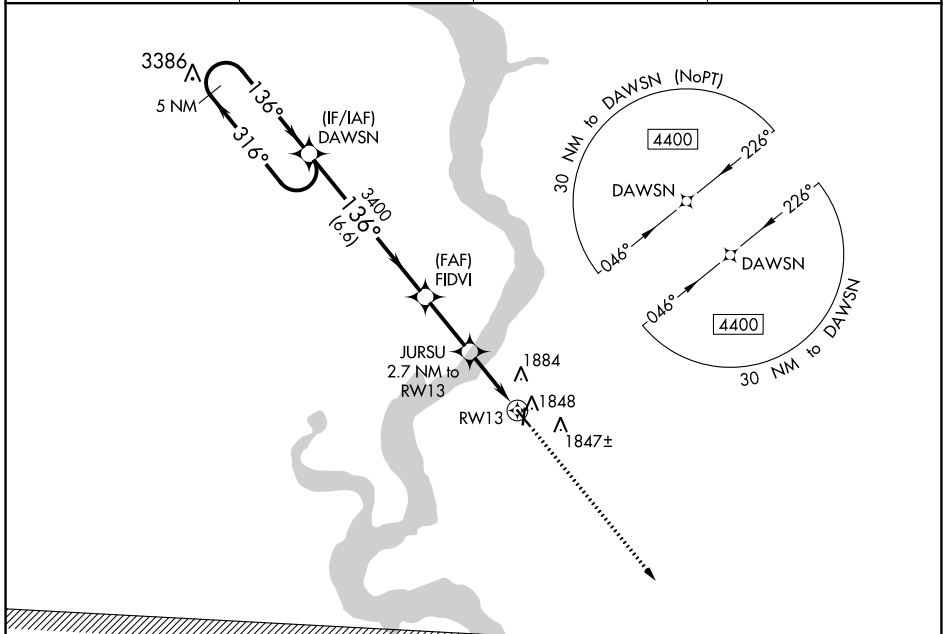 3386
5 NM
136°
316°
(IF/IAF)
DAWSN
3400
136°
(6.6)
(FAF)
FIDVI
JURSU
2.7 NM to
RW13
RW13
1884
1848
1847±
30 NM to DAWSN (NoPT)
4400
226°
DAWSN
046°
226°
DAWSN
046°
4400
30 NM to DAWSN